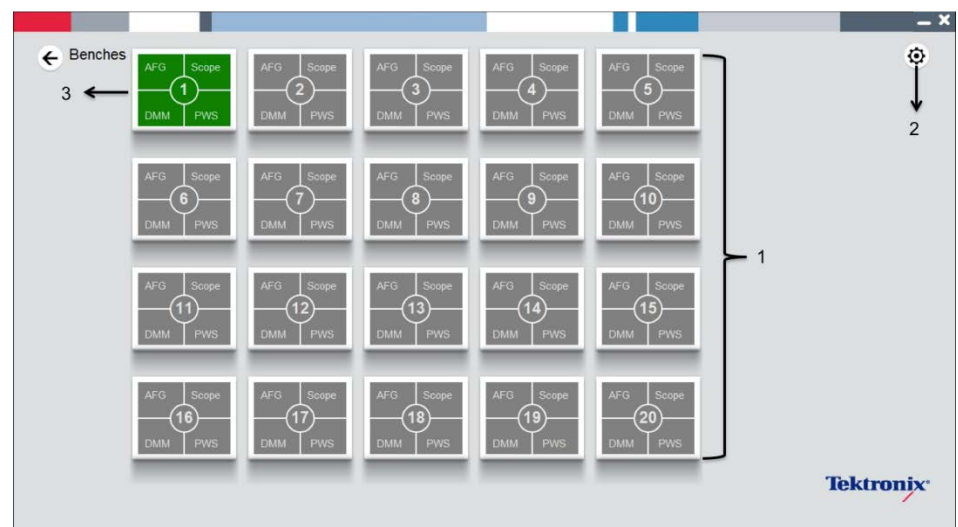 Benches
AFG Scope AFG Scope AFG Scope AFG Scope AFG Scope
1 2 3 4 5
DMM PWS DMM PWS DMM PWS DMM PWS DMM PWS
3
2
AFG Scope AFG Scope AFG Scope AFG Scope AFG Scope
6 7 8 9 10
DMM PWS DMM PWS DMM PWS DMM PWS DMM PWS
1
AFG Scope AFG Scope AFG Scope AFG Scope AFG Scope
11 12 13 14 15
DMM PWS DMM PWS DMM PWS DMM PWS DMM PWS
AFG Scope AFG Scope AFG Scope AFG Scope AFG Scope
16 17 18 19 20
DMM PWS DMM PWS DMM PWS DMM PWS DMM PWS
Tektronix